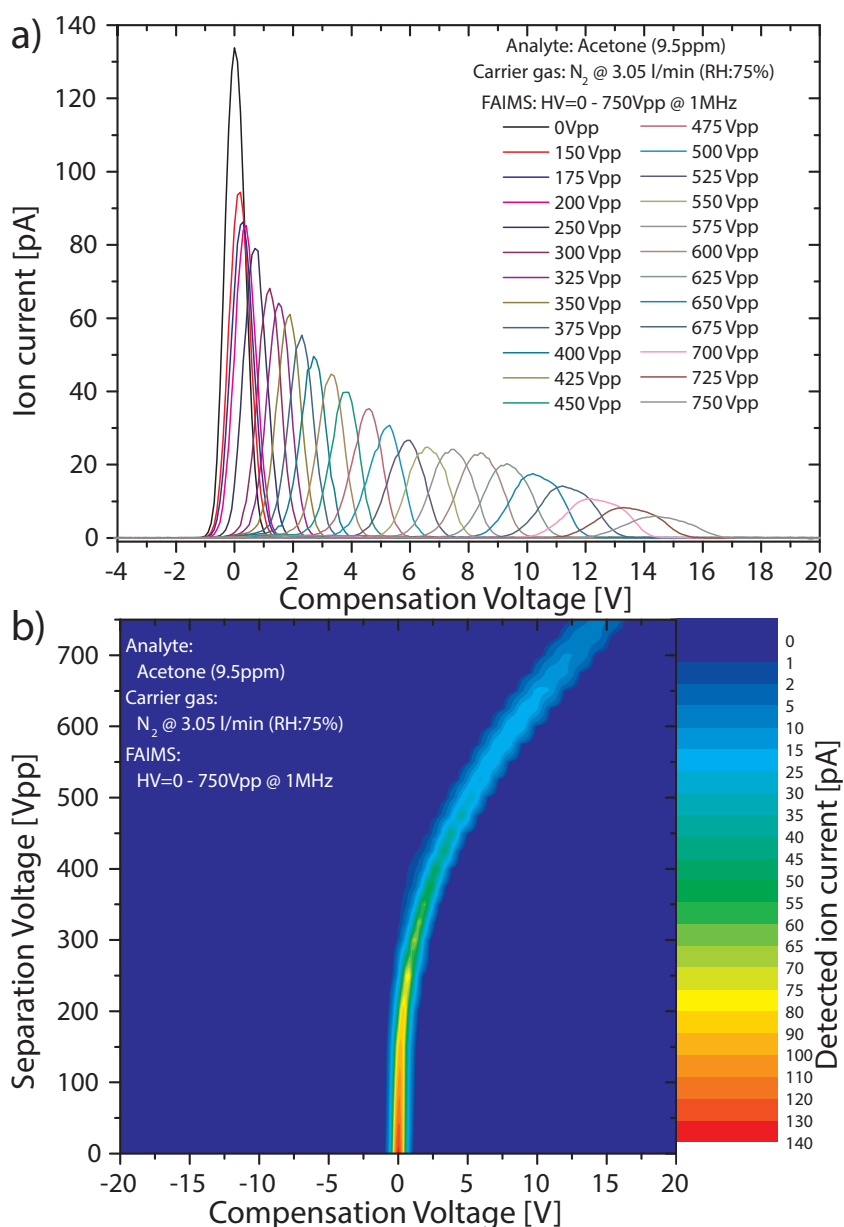 a)
140
120
100
80
60
40
20
0
Ion current [pA]
Analyte: Acetone (9.5ppm)
Carrier gas: N2 @ 3.05 l/min (RH:75%)
FAIMS: HV=0 - 750Vpp @ 1MHz
0Vpp 475 Vpp
150 Vpp 500 Vpp
175 Vpp 525 Vpp
200 Vpp 550 Vpp
250 Vpp 575 Vpp
300 Vpp 600 Vpp
325 Vpp 625 Vpp
350 Vpp 650 Vpp
375 Vpp 675 Vpp
400 Vpp 700 Vpp
425 Vpp 725 Vpp
450 Vpp 750 Vpp
-4 -2 0 2 4 6 8 10 12 14 16 18 20
Compensation Voltage [V]
b)
700
600
500
400
300
200
100
0
Separation Voltage [Vpp]
Analyte:
Acetone (9.5ppm)
Carrier gas:
N2 @ 3.05 l/min (RH:75%)
FAIMS:
HV=0 - 750Vpp @ 1MHz
-20 -15 -10 -5 0 5 10 15 20
Compensation Voltage [V]
0
1
2
5
10
15
25
30
35
40
45
50
55
60
65
70
75
80
90
100
110
120
130
140
Detected ion current [pA]